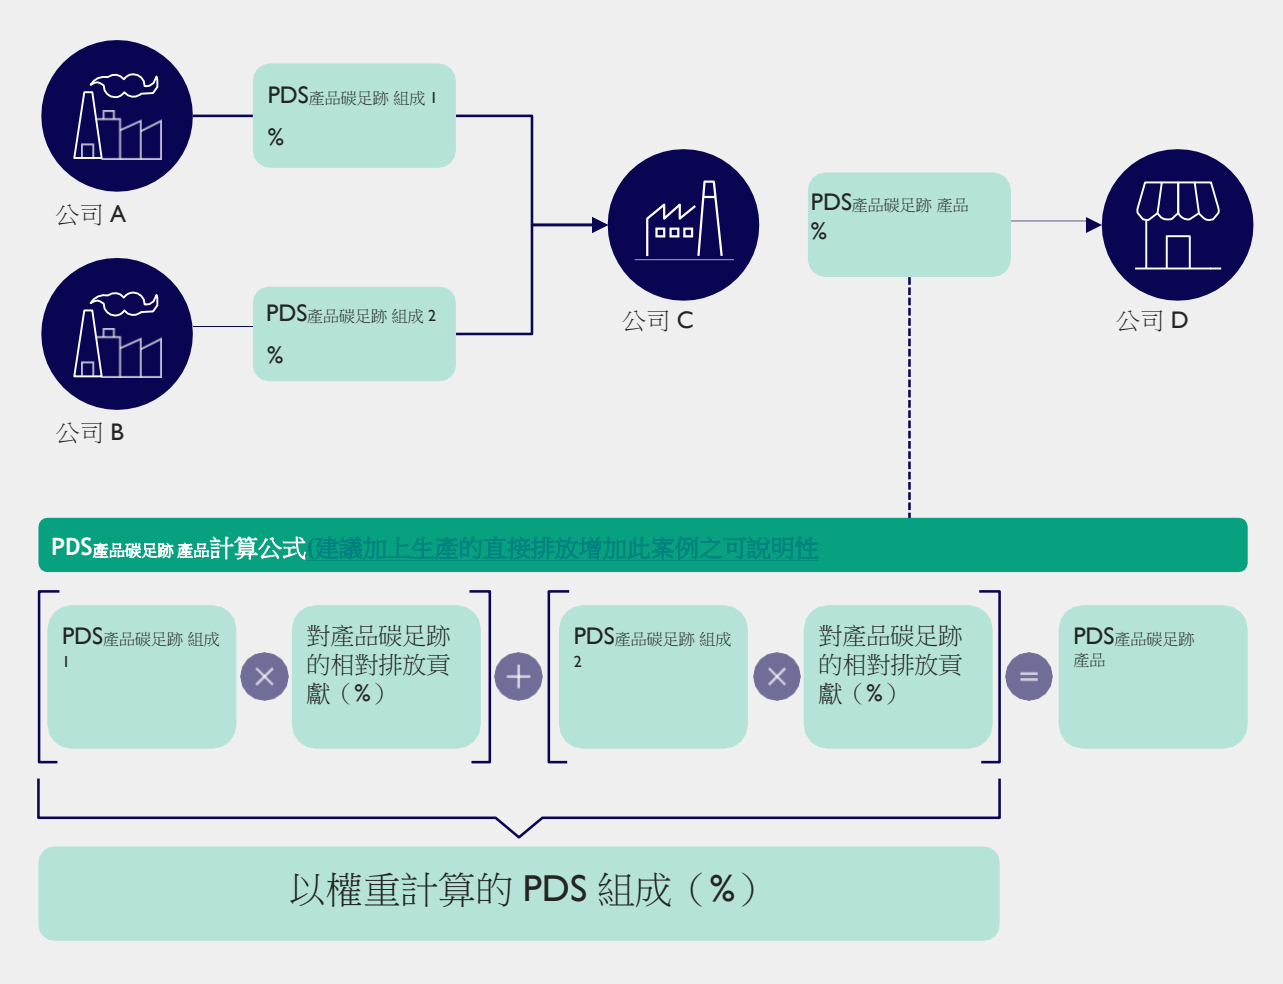 PDS產品碳足跡 組成 1
%
公司 A
PDS產品碳足跡 組成 2
%
公司 B
公司 C
PDS產品碳足跡 產品
%
公司 D
PDS產品碳足跡 產品計算公式(建議加上生產的直接排放增加此案例之可說明性
PDS產品碳足跡 組成
1
×
對產品碳足跡
的相對排放貢
獻（%）
+
PDS產品碳足跡 組成
2
×
對產品碳足跡
的相對排放貢
獻（%）
=
PDS產品碳足跡
產品
以權重計算的 PDS 組成（%）